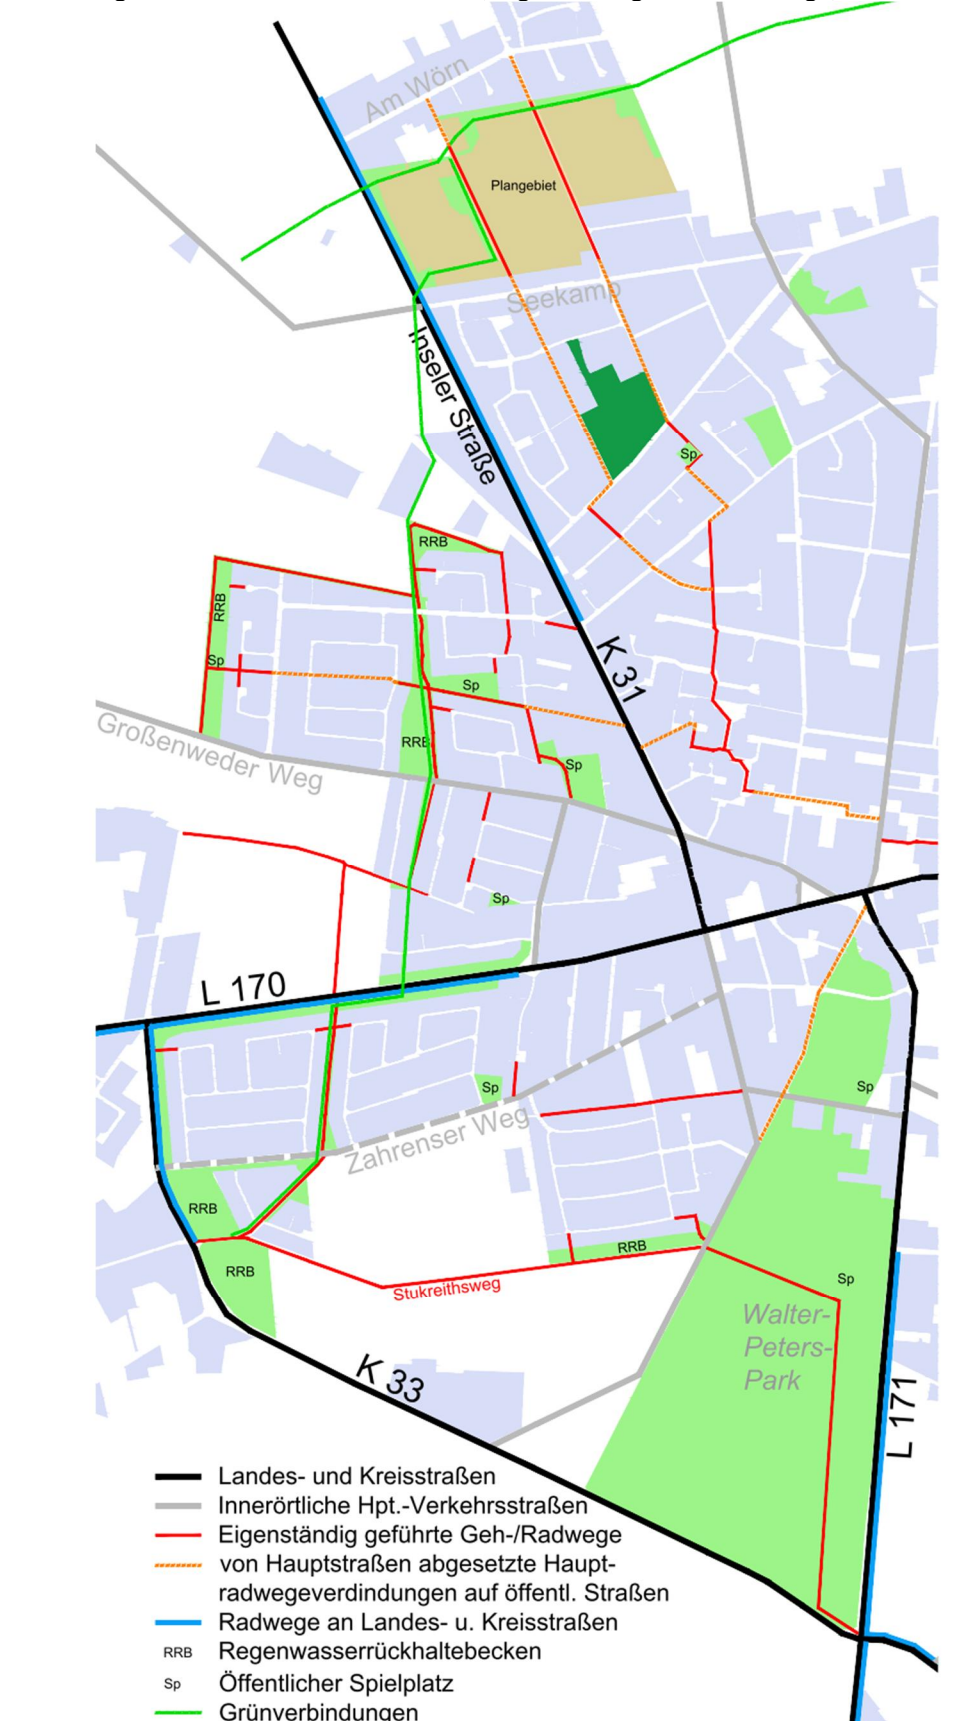 Am Wörn
Plangebiet
Seekamp
Inseler Straße
Sp
RRB
RRB
Sp
K 31
Sp
RRB
Großenweder Weg
Sp
Sp
L 170
Sp
Sp
Zahrenser Weg
RRB
RRB
RRB
Stukreithsweg
Sp
Walter-
Peters-
Park
K 33
L 171
Landes- und Kreisstraßen
Innerörtliche Hpt.-Verkehrsstraßen
Eigenständig geführte Geh-/Radwege
von Hauptstraßen abgesetzte Haupt-
radwegeverdindungen auf öffentl. Straßen
Radwege an Landes- u. Kreisstraßen
RRB Regenwasserrückhaltebecken
Sp Öffentlicher Spielplatz
Grünverbindungen